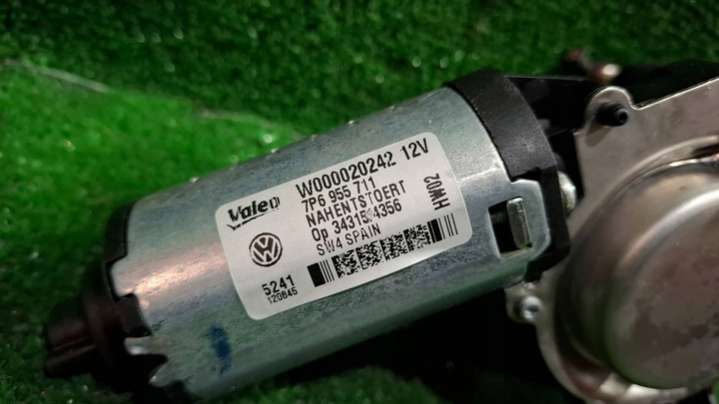 Valeo
W000020242 12V
7P6 955 711
NAHENTSTOERT
SW4 SPAIN
HW02
5241
120645